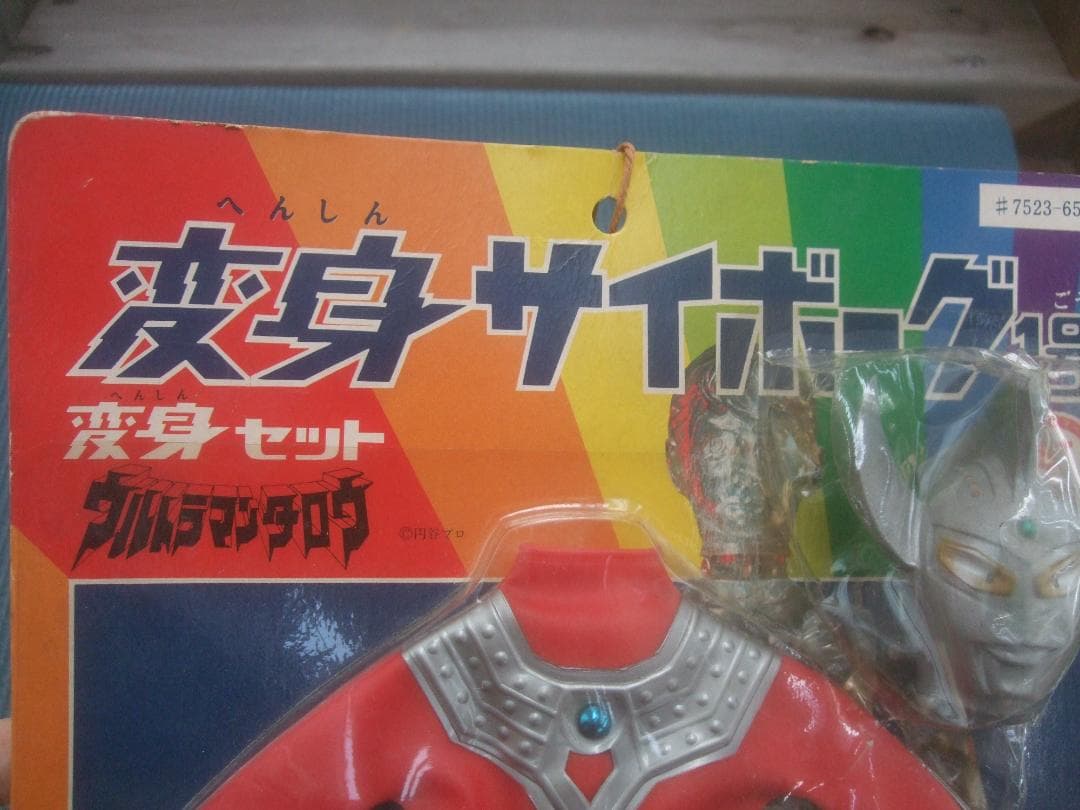 へんしん
変身サイボーグ1
#7523-65
へんしん
変身セット
ウルトラマンタロウ
©円谷プロ